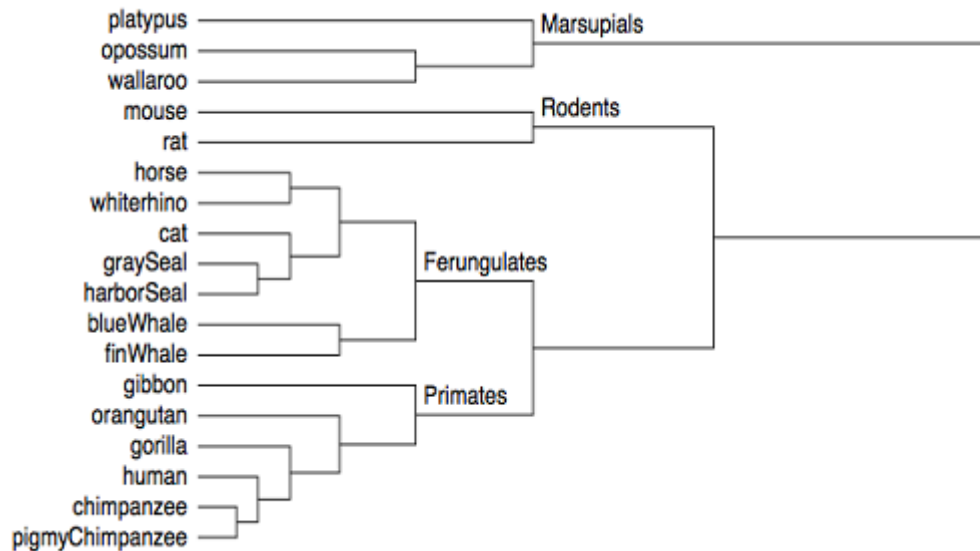 platypus
Marsupials
opossum
wallaroo
mouse
Rodents
rat
horse
whiterhino
cat
graySeal
Ferungulates
harborSeal
blueWhale
finWhale
gibbon
Primates
orangutan
gorilla
human
chimpanzee
pigmyChimpanzee